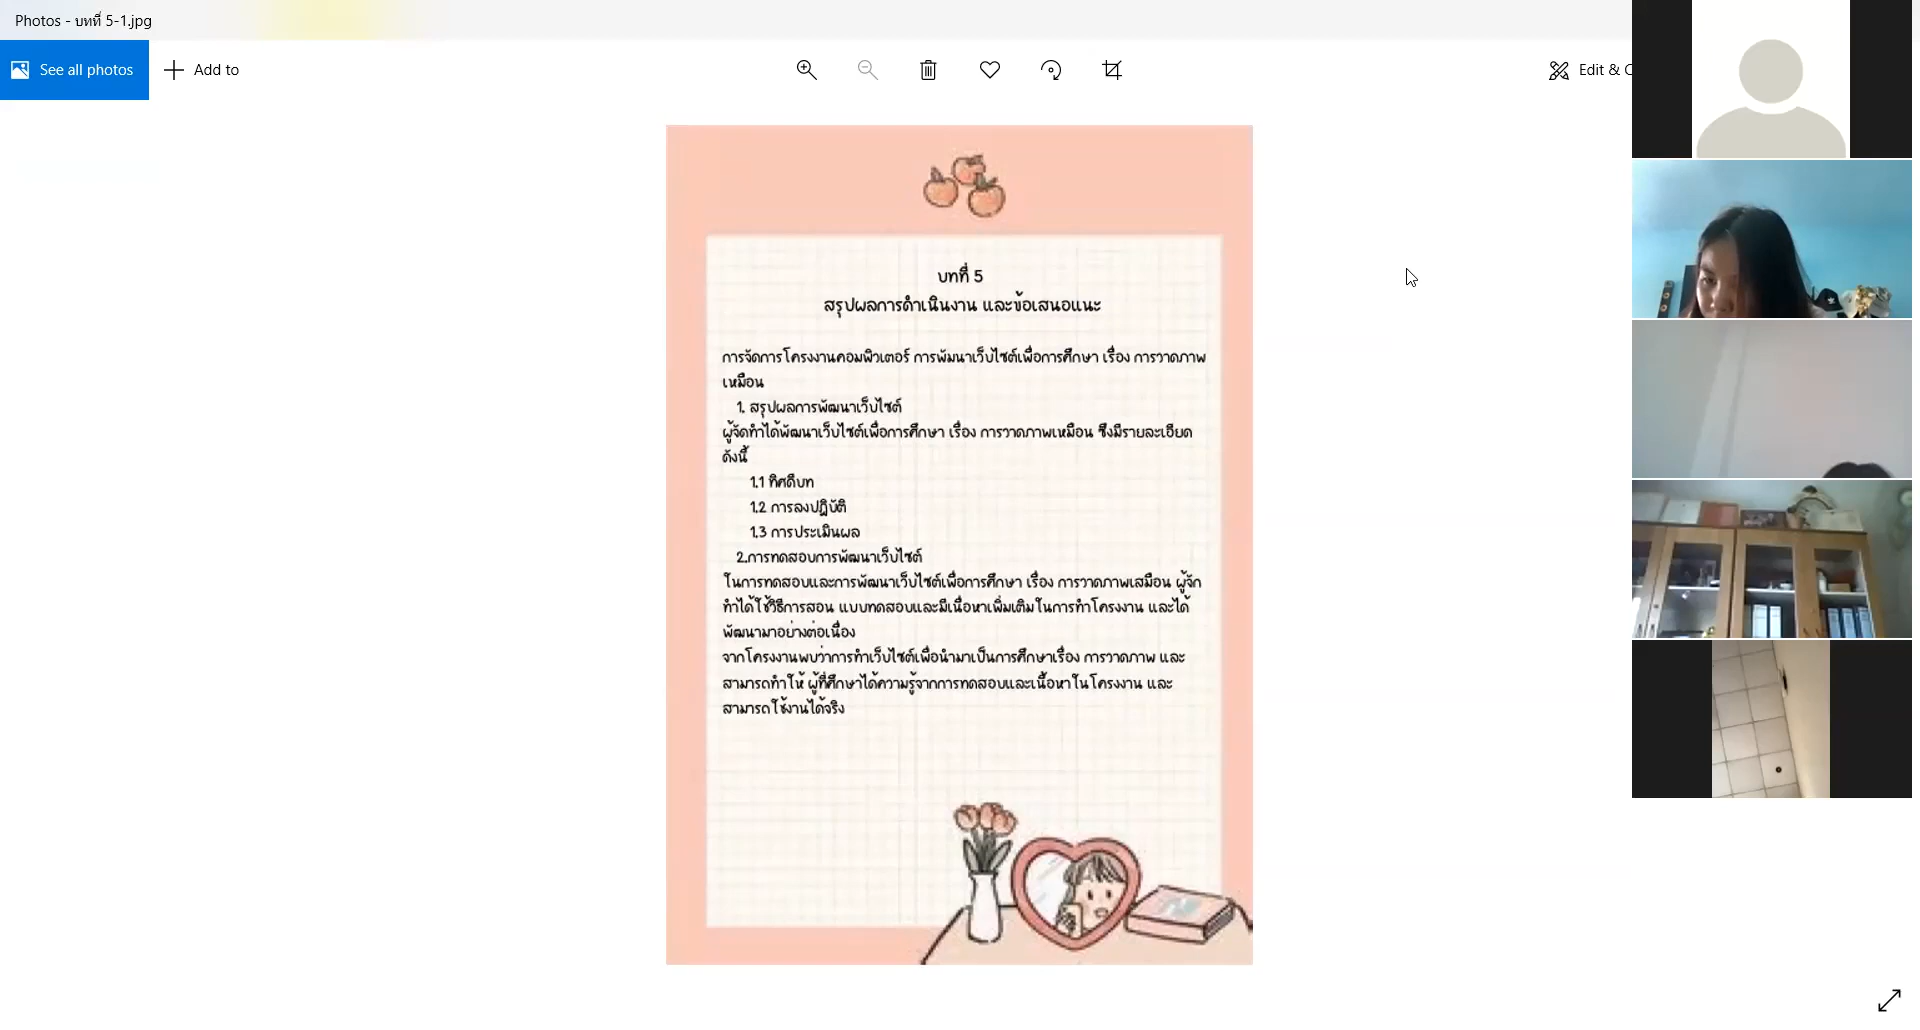 Photos - บทที่ 5-1.jpg
See all photos
Add to
Edit & C
บทที่ 5
สรุปผลการดำเนินงาน และข้อเสนอแนะ
การจัดการโครงงานคอมพิวเตอร์ การพัมนาเว็บไซต์เพื่อการศึกษา เรื่อง การวาดภาพ
เหมือน
1. สรุปผลการพัฒนาเว็บไซต์
ผู้จัดทำได้พัฒนาเว็บไซต์เพื่อการศึกษา เรื่อง การวาดภาพเหมือน ซึงมีรายละเอียด
ดังนี้
1.1 ทิศดีบท
1.2 การลงปฎิบัติ
1.3 การประเมินผล
2.การทดสอบการพัฒนาเว็บไซต์
ในการทดสอบและการพัฒนาเว็บไซต์เพื่อการศึกษา เรื่อง การวาดภาพเสมือน ผู้จัก
ทำได้ใช้วิธีการสอน แบบทดสอบและมีเนื่อหาเพิ่มเติมในการทำโครงงาน และได้
พัฒนามาอย่างต่อเนื่อง
จากโครงงานพบว่าการทำเว็บไซต์เพื่อนำมาเป็นการศึกษาเรื่อง การวาดภาพ และ
สามารถทำให้ ผู้ที่ศึกษาได้ความรู้จากการทดสอบและเนื้อหาในโครงงาน และ
สามารถใช้งานได้จริง